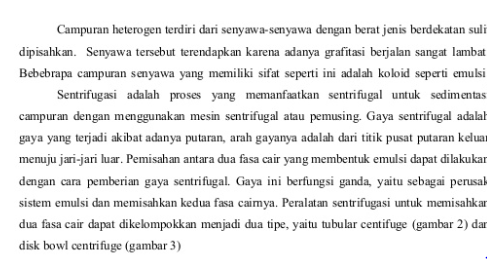 Campuran heterogen terdiri dari senyawa-senyawa dengan berat jenis berdekatan suli
dipisahkan. Senyawa tersebut terendapkan karena adanya grafitasi berjalan sangat lambat
Bebebrapa campuran senyawa yang memiliki sifat seperti ini adalah koloid seperti emulsi
Sentrifugasi adalah proses yang memanfaatkan sentrifugal untuk sedimentas
campuran dengan menggunakan mesin sentrifugal atau pemusing. Gaya sentrifugal adalah
gaya yang terjadi akibat adanya putaran, arah gayanya adalah dari titik pusat putaran keluar
menuju jari-jari luar. Pemisahan antara dua fasa cair yang membentuk emulsi dapat dilakukan
dengan cara pemberian gaya sentrifugal. Gaya ini berfungsi ganda, yaitu sebagai perusak
sistem emulsi dan memisahkan kedua fasa cairnya. Peralatan sentrifugasi untuk memisahkan
dua fasa cair dapat dikelompokkan menjadi dua tipe, yaitu tubular centifuge (gambar 2) dan
disk bowl centrifuge (gambar 3)